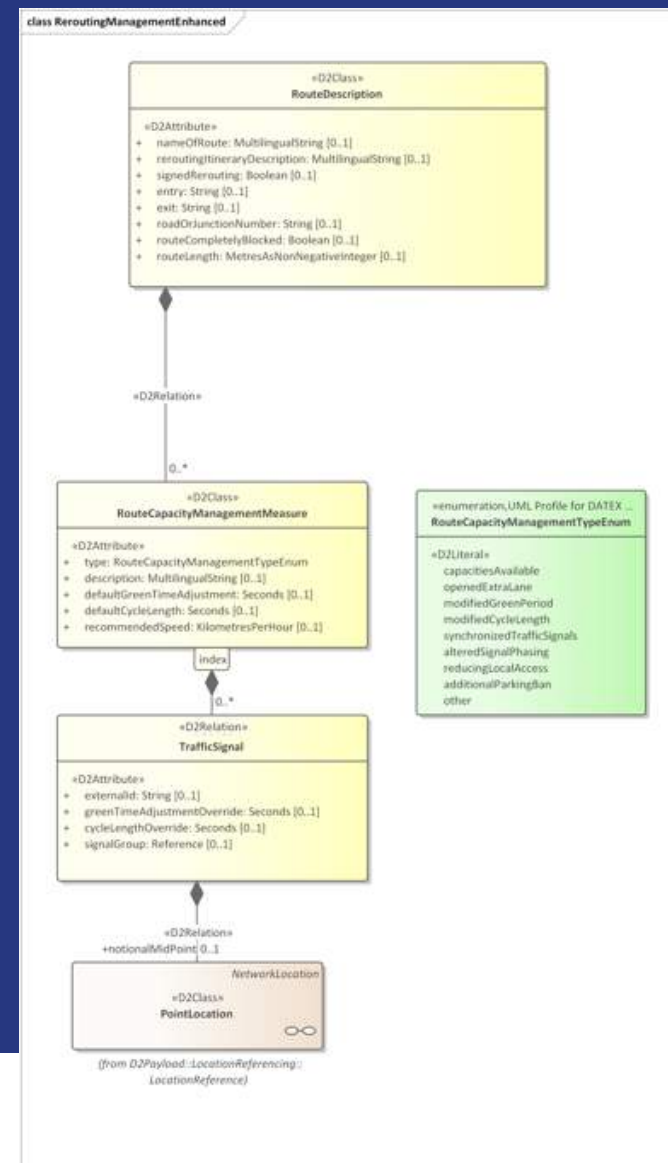 class ReroutingManagementEnhanced
«D2Class»
RouteDescription
«D2Attribute»
+ nameOfRoute: MultilingualString [0..1]
+ reroutingItineraryDescription: MultilingualString [0..1]
+ signedRerouting: Boolean [0..1]
+ entry: String [0..1]
+ exit: String [0..1]
+ roadOrJunctionNumber: String [0..1]
+ routeCompletelyBlocked: Boolean [0..1]
+ routeLength: MetresAsNonNegativeInteger [0..1]
«D2Relation»
0..*
«D2Class»
RouteCapacityManagementMeasure
«D2Attribute»
+ type: RouteCapacityManagementTypeEnum
+ description: MultilingualString [0..1]
+ defaultGreenTimeAdjustment: Seconds [0..1]
+ defaultCycleLength: Seconds [0..1]
+ recommendedSpeed: KilometresPerHour [0..1]
index
0..*
«enumeration,UML Profile for DATEX ...
RouteCapacityManagementTypeEnum
«D2Literal»
capacitiesAvailable
openedExtraLane
modifiedGreenPeriod
modifiedCycleLength
synchronizedTrafficSignals
alteredSignalPhasing
reducingLocalAccess
additionalParkingBan
other
«D2Relation»
TrafficSignal
«D2Attribute»
+ externalId: String [0..1]
+ greenTimeAdjustmentOverride: Seconds [0..1]
+ cycleLengthOverride: Seconds [0..1]
+ signalGroup: Reference [0..1]
«D2Relation»
+notionalMidPoint 0..1
NetworkLocation
«D2Class»
PointLocation
(from D2Payload::LocationReferencing::
LocationReference)